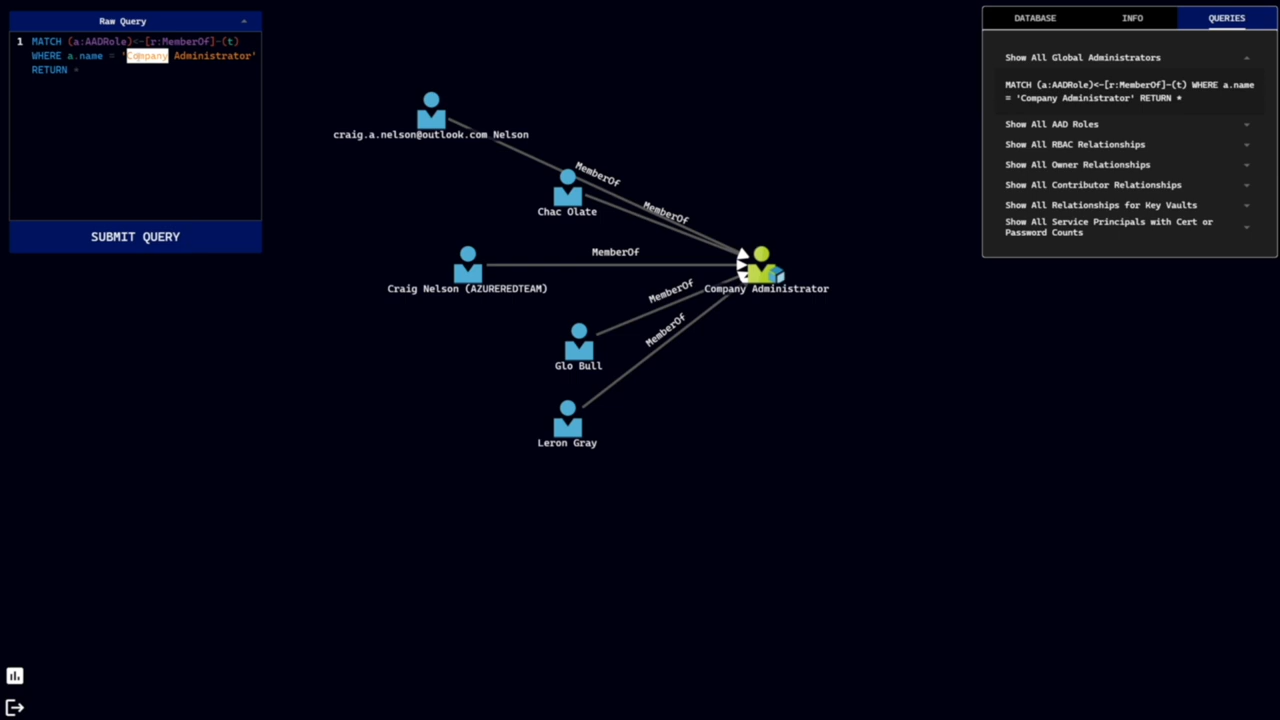 Raw Query
1 MATCH (a:AADRole)<-[r:MemberOf]-(t)
WHERE a.name = 'Company Administrator'
RETURN *
SUBMIT QUERY
craig.a.nelson@outlook.com Nelson
MemberOf
Chac Olate
MemberOf
MemberOf
Craig Nelson (AZUREREDTEAM)
Company Administrator
MemberOf
MemberOf
Glo Bull
Leron Gray
DATABASE INFO QUERIES
Show All Global Administrators
MATCH (a:AADRole)<-[r:MemberOf]-(t) WHERE a.name
= 'Company Administrator' RETURN *
Show All AAD Roles
Show All RBAC Relationships
Show All Owner Relationships
Show All Contributor Relationships
Show All Relationships for Key Vaults
Show All Service Principals with Cert or
Password Counts